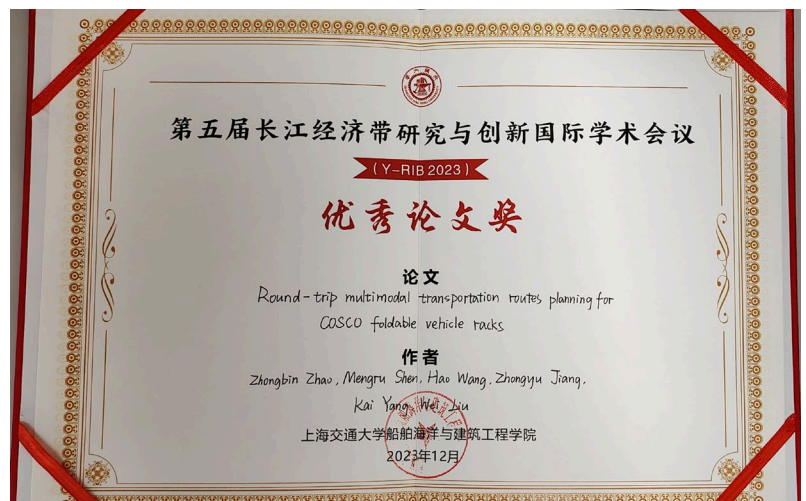 第五届长江经济带研究与创新国际学术会议
（Y-RIB 2023）
优秀论文奖
论文
Round-trip multimodal transportation routes planning for
COSCO foldable vehicle racks
作者
Zhongbin Zhao, Mengru Shen, Hao Wang, Zhongyu Jiang,
Kai Yang, Wei Liu
上海交通大学船舶海洋与建筑工程学院
2023年12月